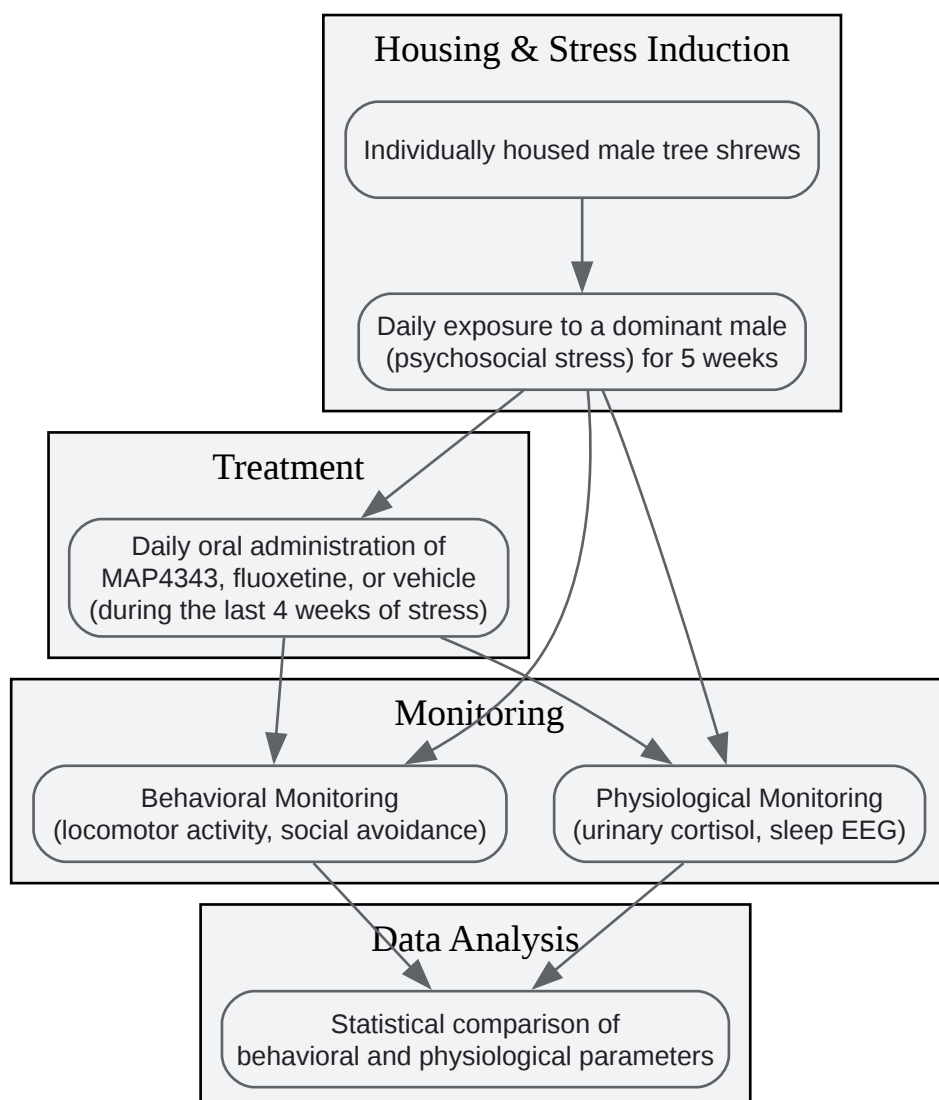 Housing & Stress Induction
Individually housed male tree shrews
Daily exposure to a dominant male
(psychosocial stress) for 5 weeks
Treatment
Daily oral administration of
MAP4343, fluoxetine, or vehicle
(during the last 4 weeks of stress)
Monitoring
Behavioral Monitoring
(locomotor activity, social avoidance)
Physiological Monitoring
(urinary cortisol, sleep EEG)
Data Analysis
Statistical comparison of
behavioral and physiological parameters